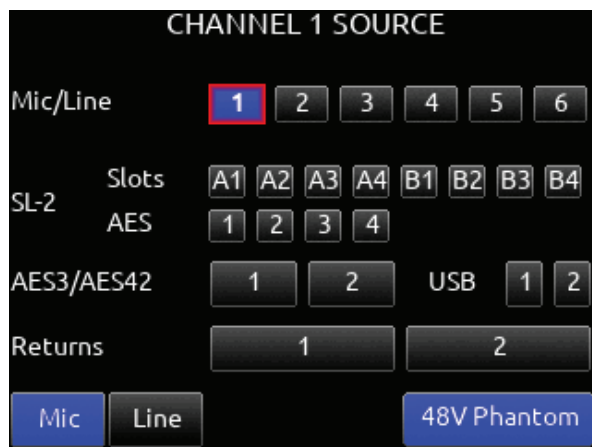 CHANNEL 1 SOURCE
Mic/Line 1 2 3 4 5 6
SL-2 Slots A1 A2 A3 A4 B1 B2 B3 B4
AES 1 2 3 4
AES3/AES42 1 2 USB 1 2
Returns 1 2
Mic Line 48V Phantom